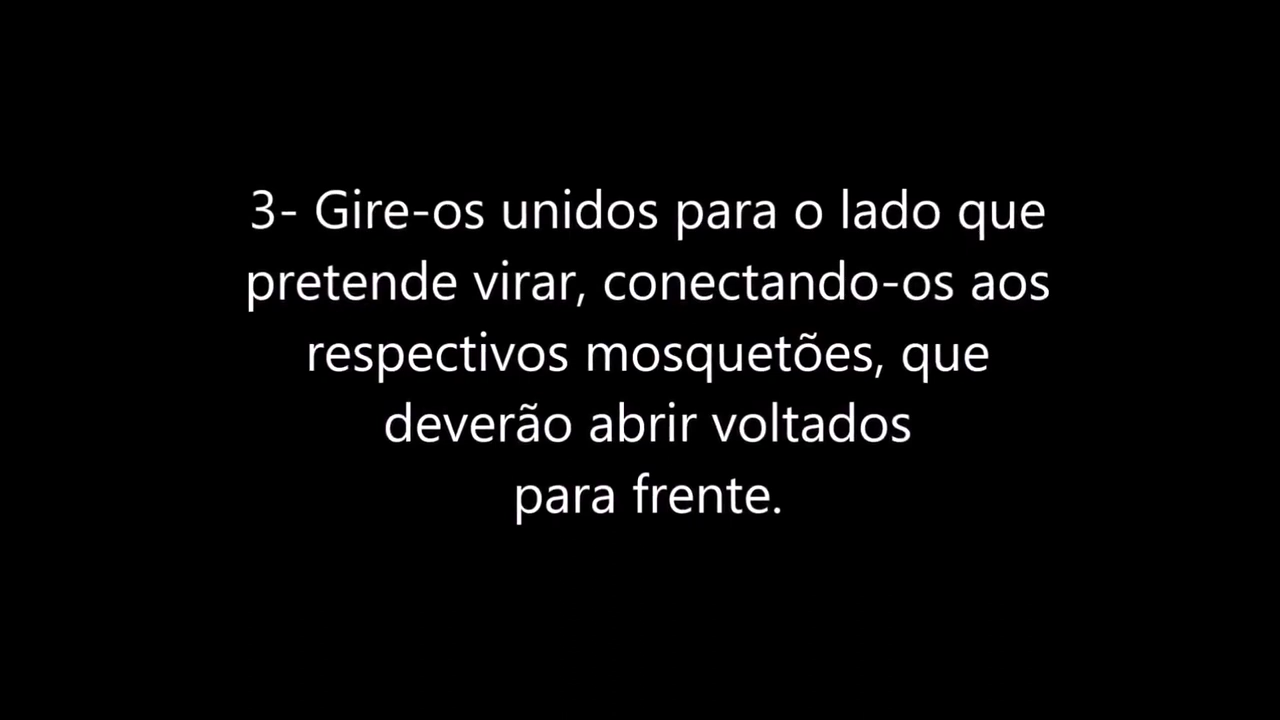 3- Gire-os unidos para o lado que
pretende virar, conectando-os aos
respectivos mosquetões, que
deverão abrir voltados
para frente.